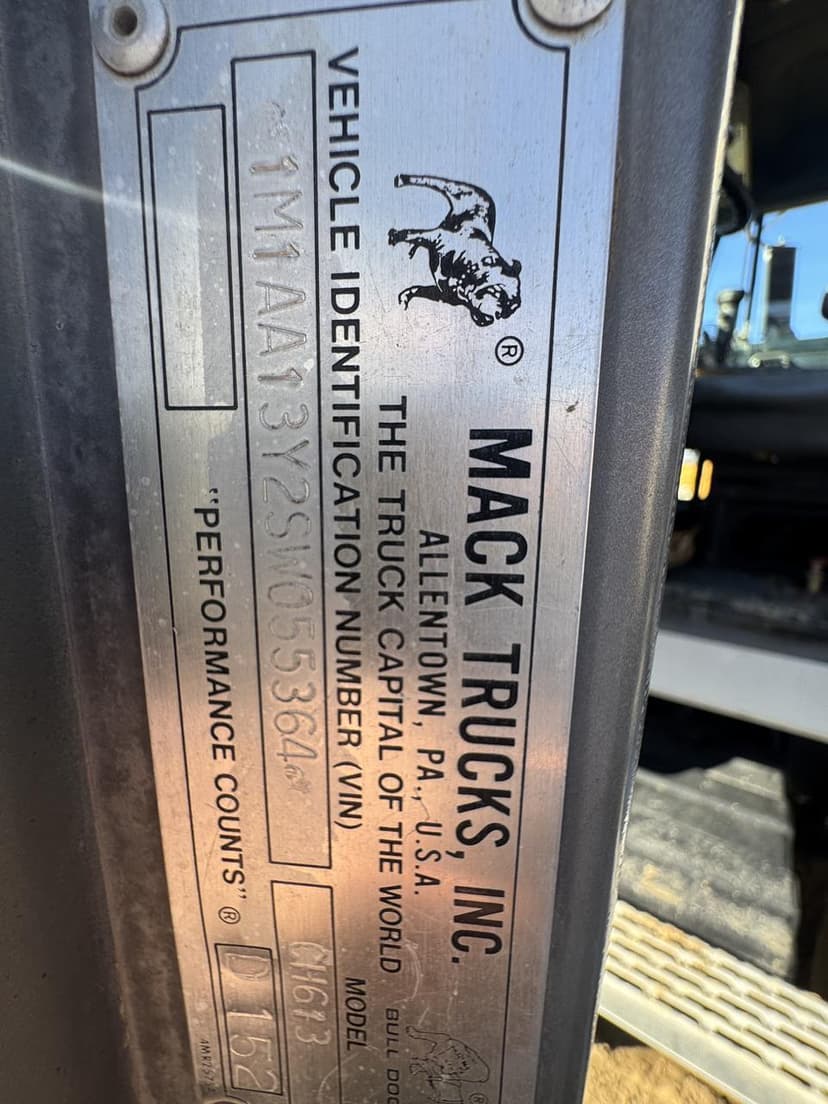 ® MACK TRUCKS, INC.
ALLENTOWN, PA., U.S.A.
THE TRUCK CAPITAL OF THE WORLD
BULL DOG ®
VEHICLE IDENTIFICATION NUMBER (VIN)
MODEL
1M1AA13Y2SW055364
CH613
"PERFORMANCE COUNTS" ®
D 152